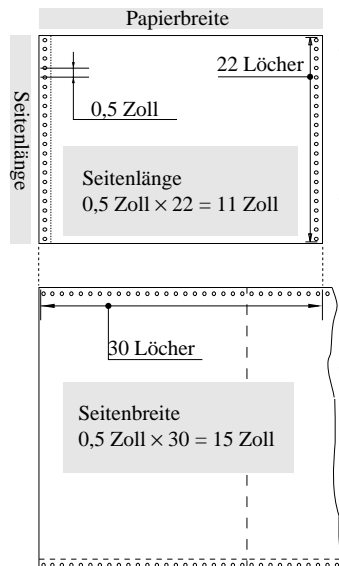 Papierbreite
Seitenlänge
22 Löcher
0,5 Zoll
Seitenlänge
0,5 Zoll × 22 = 11 Zoll
30 Löcher
Seitenbreite
0,5 Zoll × 30 = 15 Zoll